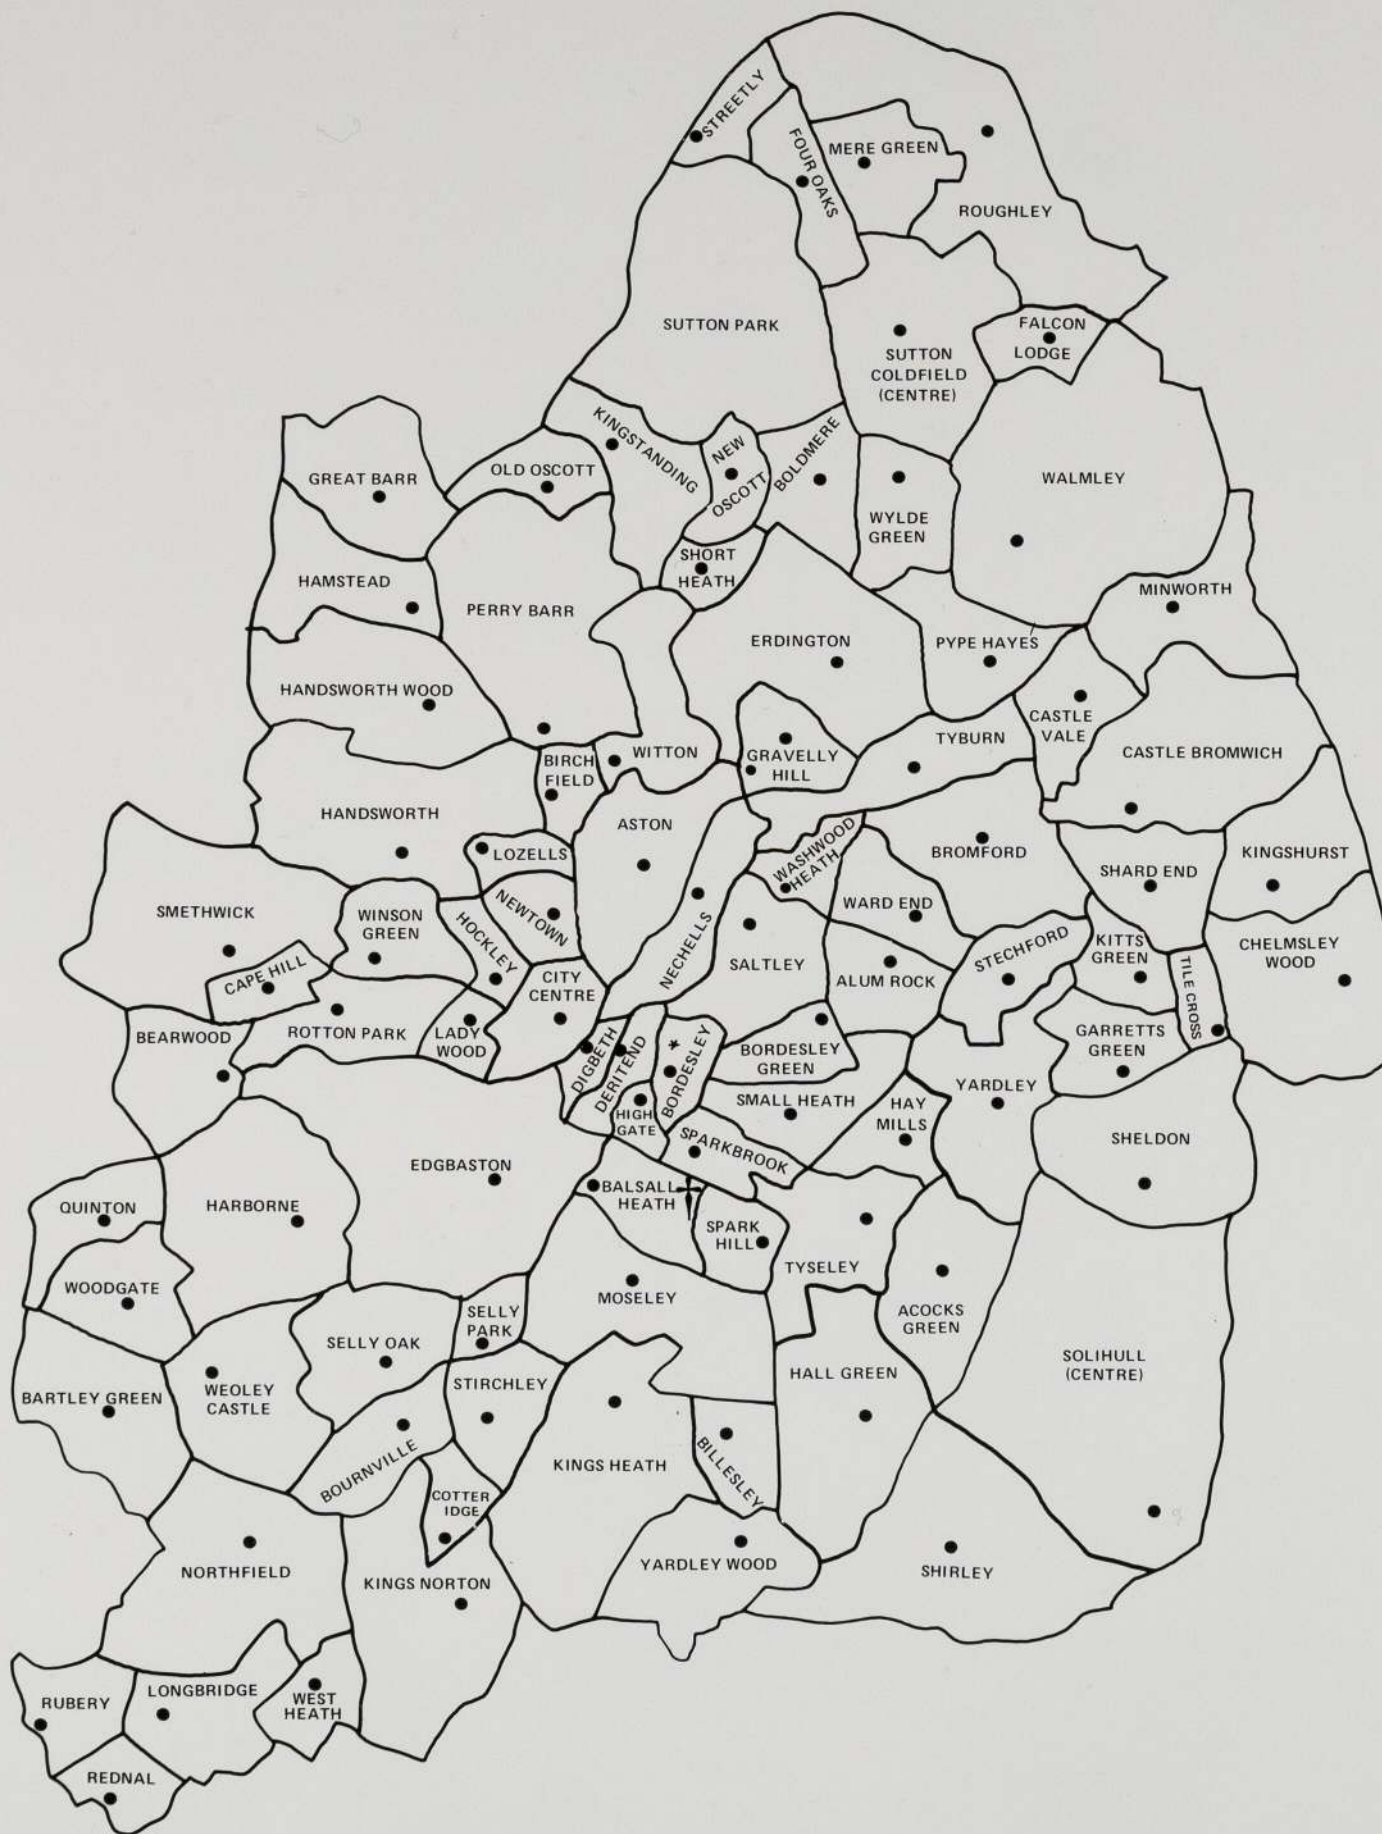 STREETLY
FOUR OAKS
MERE GREEN
ROUGHLEY
SUTTON PARK
SUTTON
COLDFIELD
(CENTRE)
FALCON
LODGE
KINGSTANDING
NEW
OSCOTT
BOLDMERE
OLD OSCOTT
GREAT BARR
WALMLEY
WYLDE
GREEN
SHORT
HEATH
HAMSTEAD
PERRY BARR
MINWORTH
ERDINGTON
PYPE HAYES
HANDSWORTH WOOD
CASTLE
VALE
TYBURN
CASTLE BROMWICH
BIRCH
FIELD
WITTON
GRAVELLY
HILL
HANDSWORTH
ASTON
WASHWOOD
HEATH
BROMFORD
KINGSHURST
LOZELLS
SHARD END
SMETHWICK
WINSON
GREEN
HOCKLEY
NEWTOWN
WARD END
NECHELLS
SALTLEY
STECHFORD
KITTS
GREEN
CHELMSLEY
WOOD
CAPE HILL
CITY
CENTRE
ALUM ROCK
TILE CROSS
BEARWOOD
ROTTON PARK
LADY
WOOD
DIGBETH
DERITEND
*
BORDESLEY
BORDESLEY
GREEN
GARRETTS
GREEN
YARDLEY
SMALL HEATH
HAY
MILLS
HIGH
GATE
SPARKBROOK
SHELDON
EDGBASTON
BALSALL
HEATH
QUINTON
HARBORNE
SPARK
HILL
TYSELEY
WOODGATE
MOSELEY
ACOCKS
GREEN
SELLY
PARK
SELLY OAK
SOLIHULL
(CENTRE)
HALL GREEN
BARTLEY GREEN
WEOLEY
CASTLE
STIRCHLEY
BOURNVILLE
KINGS HEATH
BILLESLEY
COTTER
IDGE
NORTHFIELD
KINGS NORTON
YARDLEY WOOD
SHIRLEY
RUBERY
LONGBRIDGE
WEST
HEATH
REDNAL